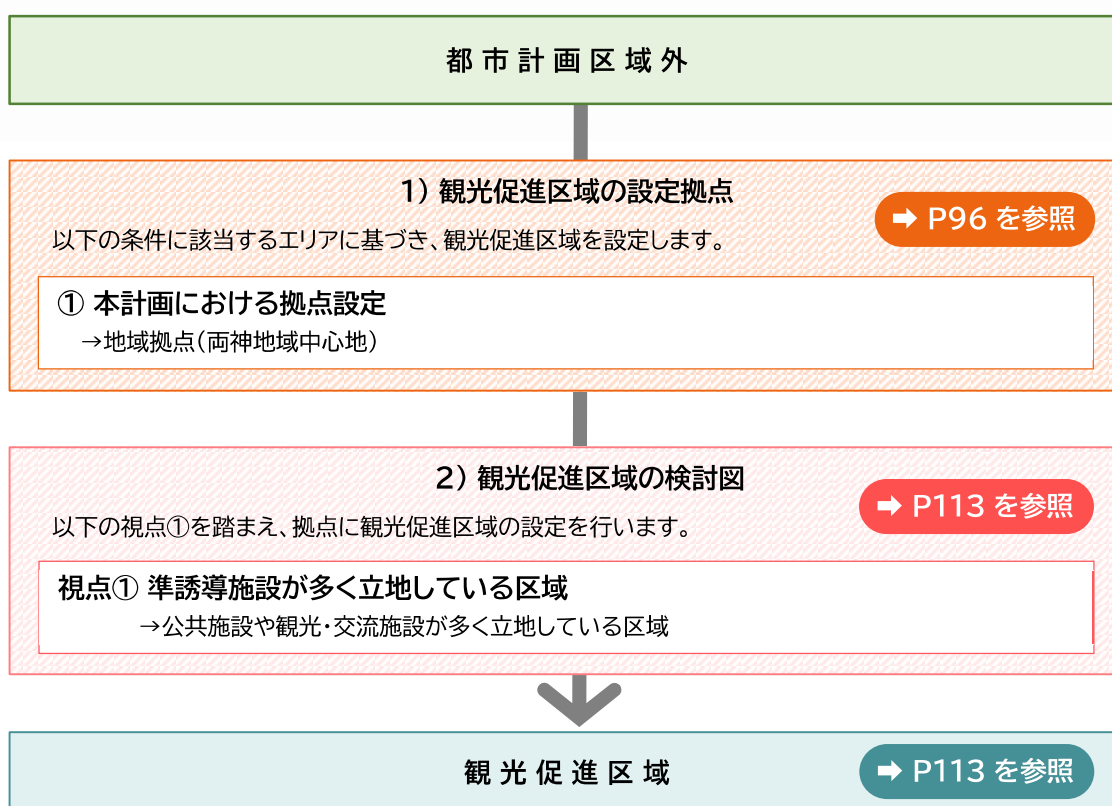 都市計画区域外
1）観光促進区域の設定拠点
➡ P96 を参照
以下の条件に該当するエリアに基づき、観光促進区域を設定します。
① 本計画における拠点設定
→地域拠点（両神地域中心地）
2）観光促進区域の検討図
➡ P113 を参照
以下の視点①を踏まえ、拠点に観光促進区域の設定を行います。
視点① 準誘導施設が多く立地している区域
→公共施設や観光・交流施設が多く立地している区域
観光促進区域
➡ P113 を参照